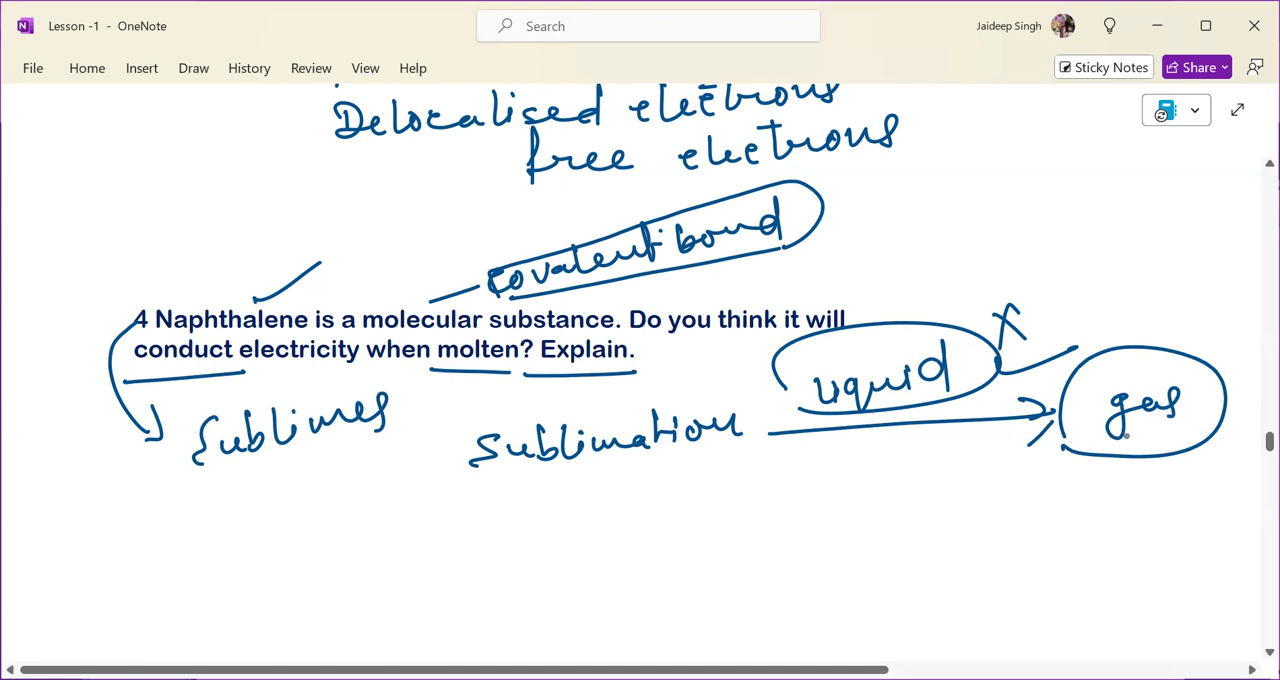 Lesson -1 - OneNote
Search
Jaideep Singh
File Home Insert Draw History Review View Help
Sticky Notes
Share
Delocalised electrons
free electrons
covalent bond
4 Naphthalene is a molecular substance. Do you think it will
conduct electricity when molten? Explain.
liquid
gas
Sublimes
Sublimation